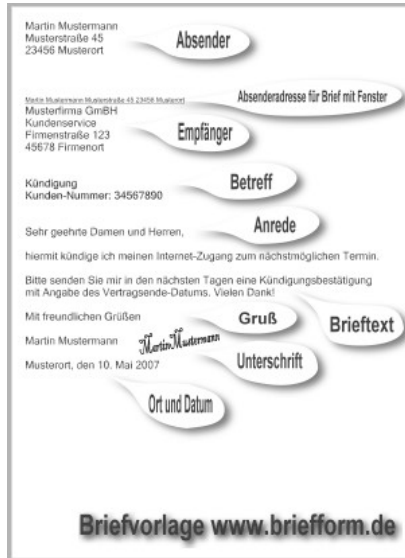 Martin Mustermann
Musterstraße 45
23456 Musterort
Absender
Martin Mustermann Musterstraße 45 23456 Musterort
Absenderadresse für Brief mit Fenster
Musterfirma GmBH
Kundenservice
Firmenstraße 123
45678 Firmenort
Empfänger
Kündigung
Kunden-Nummer: 34567890
Betreff
Sehr geehrte Damen und Herren,
Anrede
hiermit kündige ich meinen Internet-Zugang zum nächstmöglichen Termin.
Bitte senden Sie mir in den nächsten Tagen eine Kündigungsbestätigung
mit Angabe des Vertragsende-Datums. Vielen Dank!
Brieftext
Mit freundlichen Grüßen
Gruß
Martin Mustermann
Martin Mustermann
Unterschrift
Musterort, den 10. Mai 2007
Ort und Datum
Briefvorlage www.briefform.de